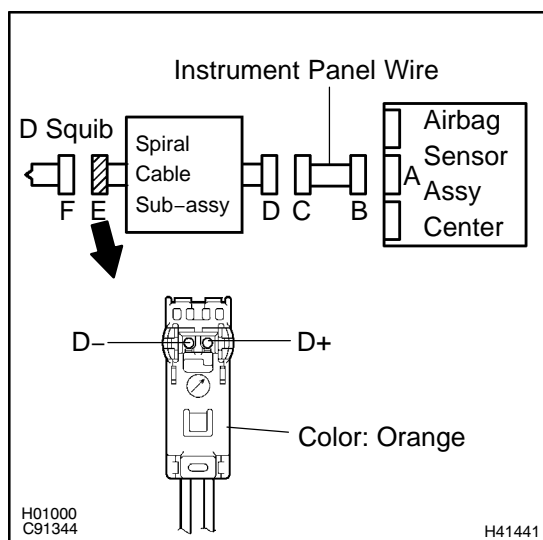 Instrument Panel Wire
D Squib
Spiral
Cable
Sub−assy
Airbag
Sensor
Assy
Center
F
E
D
C
B
A
D−
D+
Color: Orange
H01000
C91344
H41441